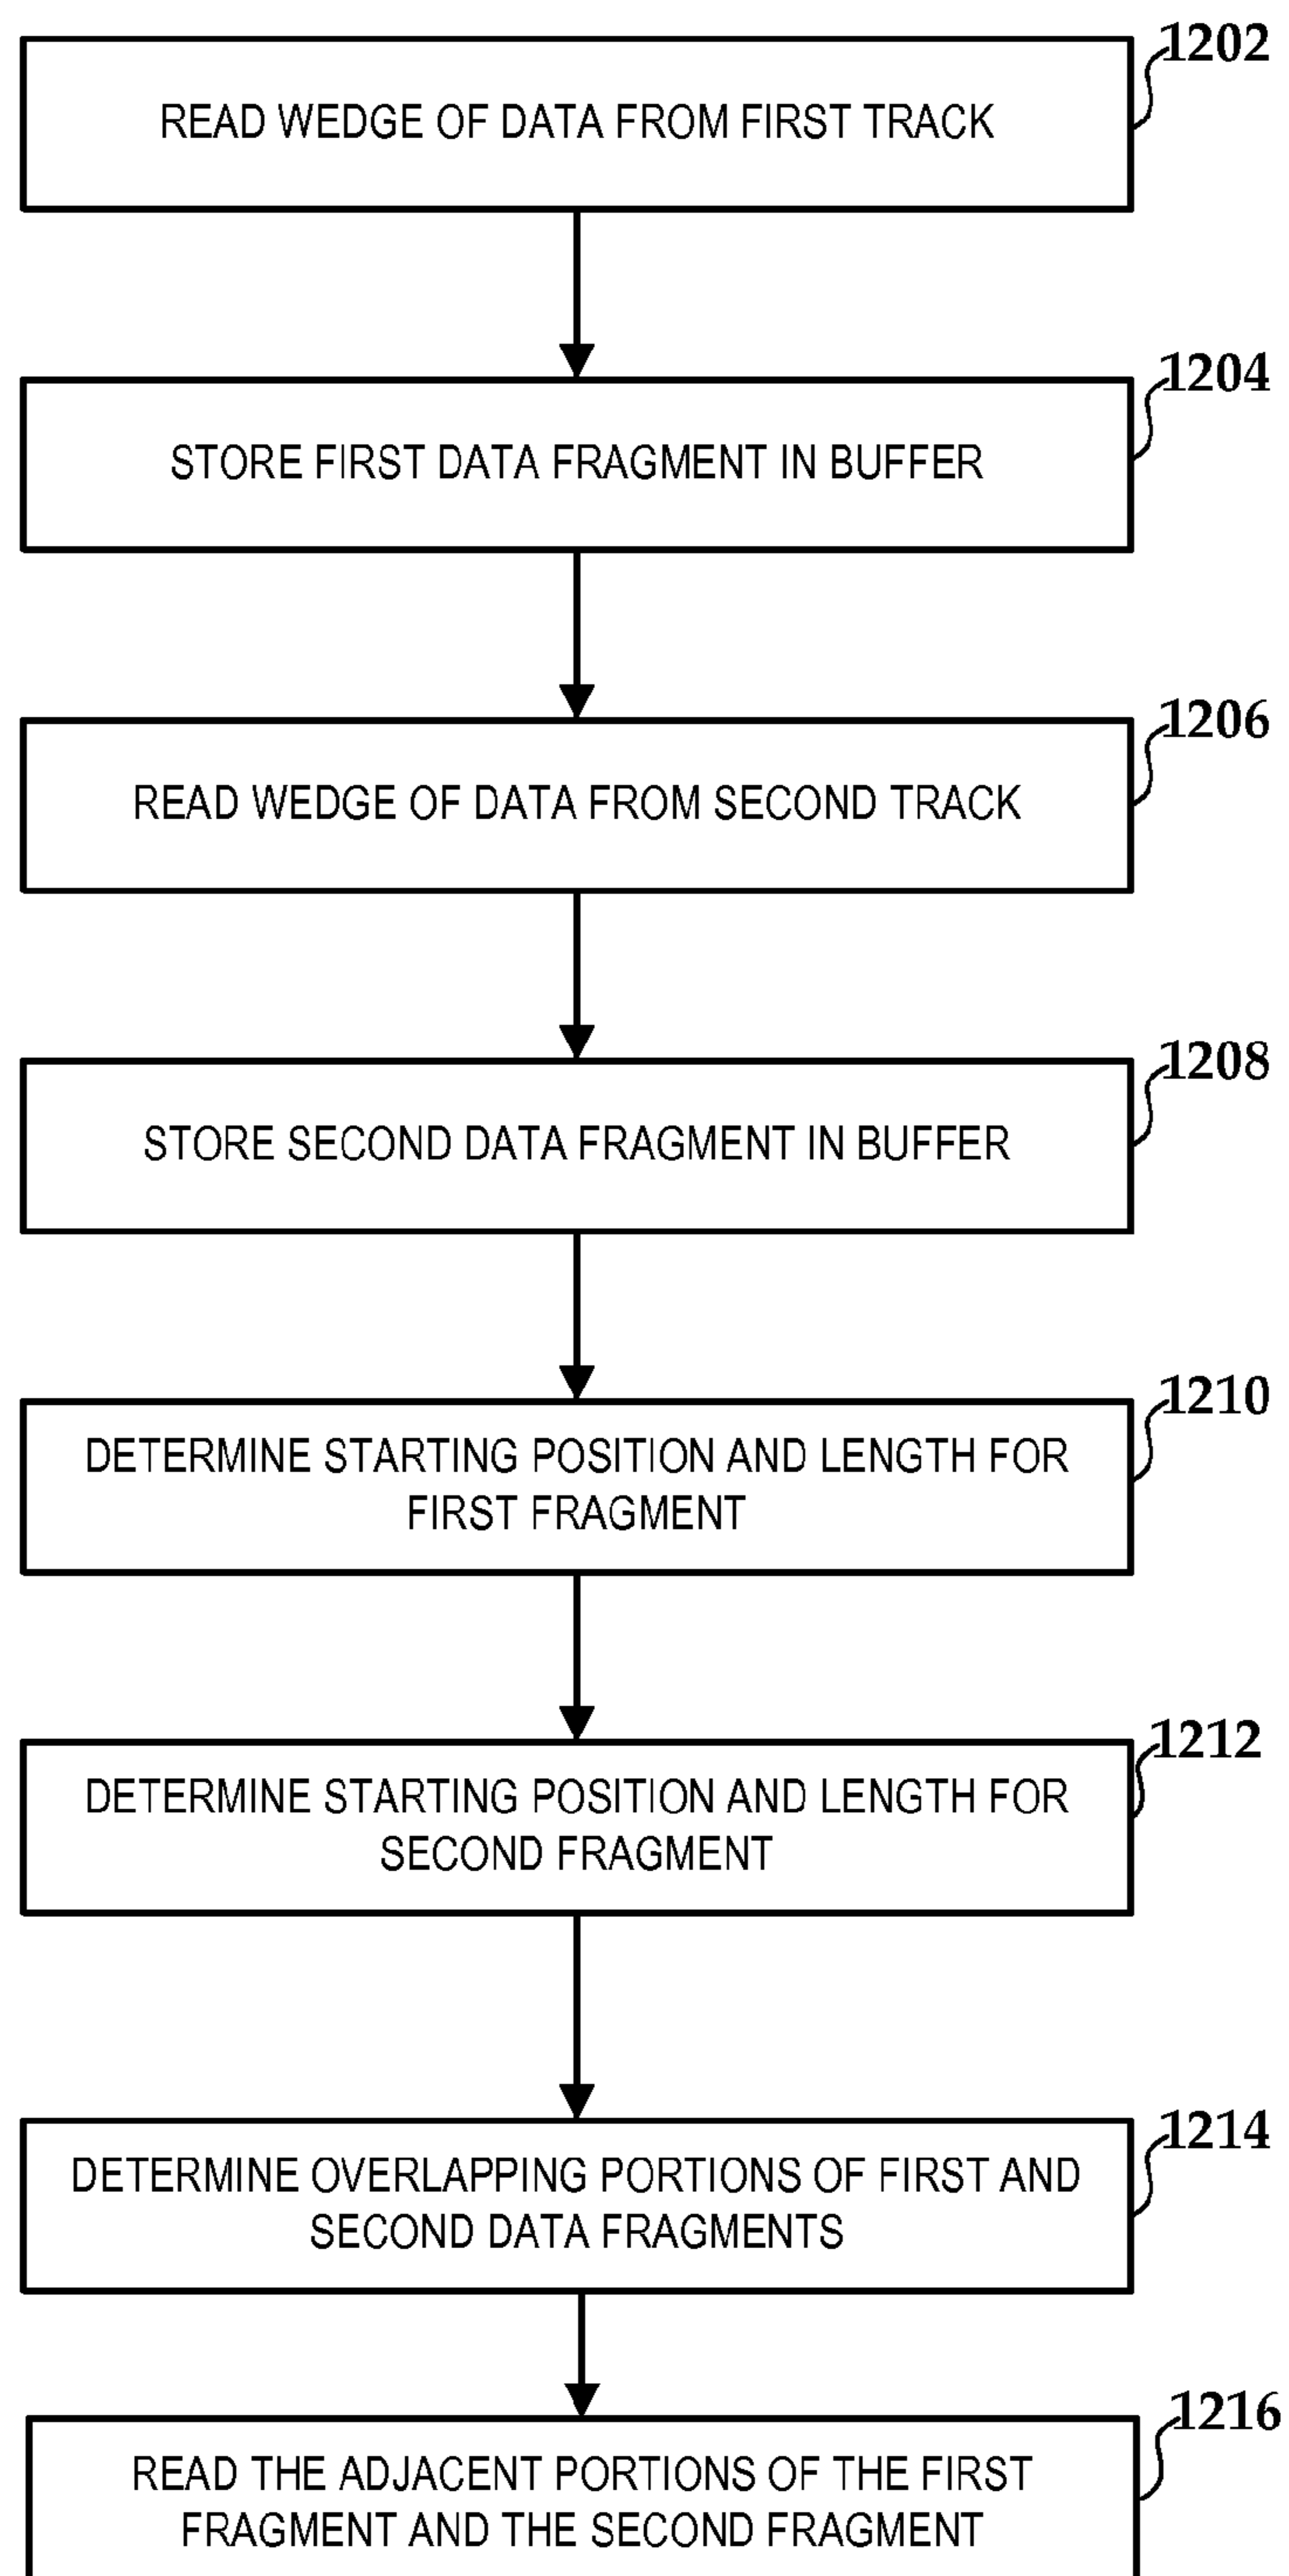 1202
READ WEDGE OF DATA FROM FIRST TRACK
1204
STORE FIRST DATA FRAGMENT IN BUFFER
1206
READ WEDGE OF DATA FROM SECOND TRACK
1208
STORE SECOND DATA FRAGMENT IN BUFFER
1210
DETERMINE STARTING POSITION AND LENGTH FOR
FIRST FRAGMENT
1212
DETERMINE STARTING POSITION AND LENGTH FOR
SECOND FRAGMENT
1214
DETERMINE OVERLAPPING PORTIONS OF FIRST AND
SECOND DATA FRAGMENTS
1216
READ THE ADJACENT PORTIONS OF THE FIRST
FRAGMENT AND THE SECOND FRAGMENT